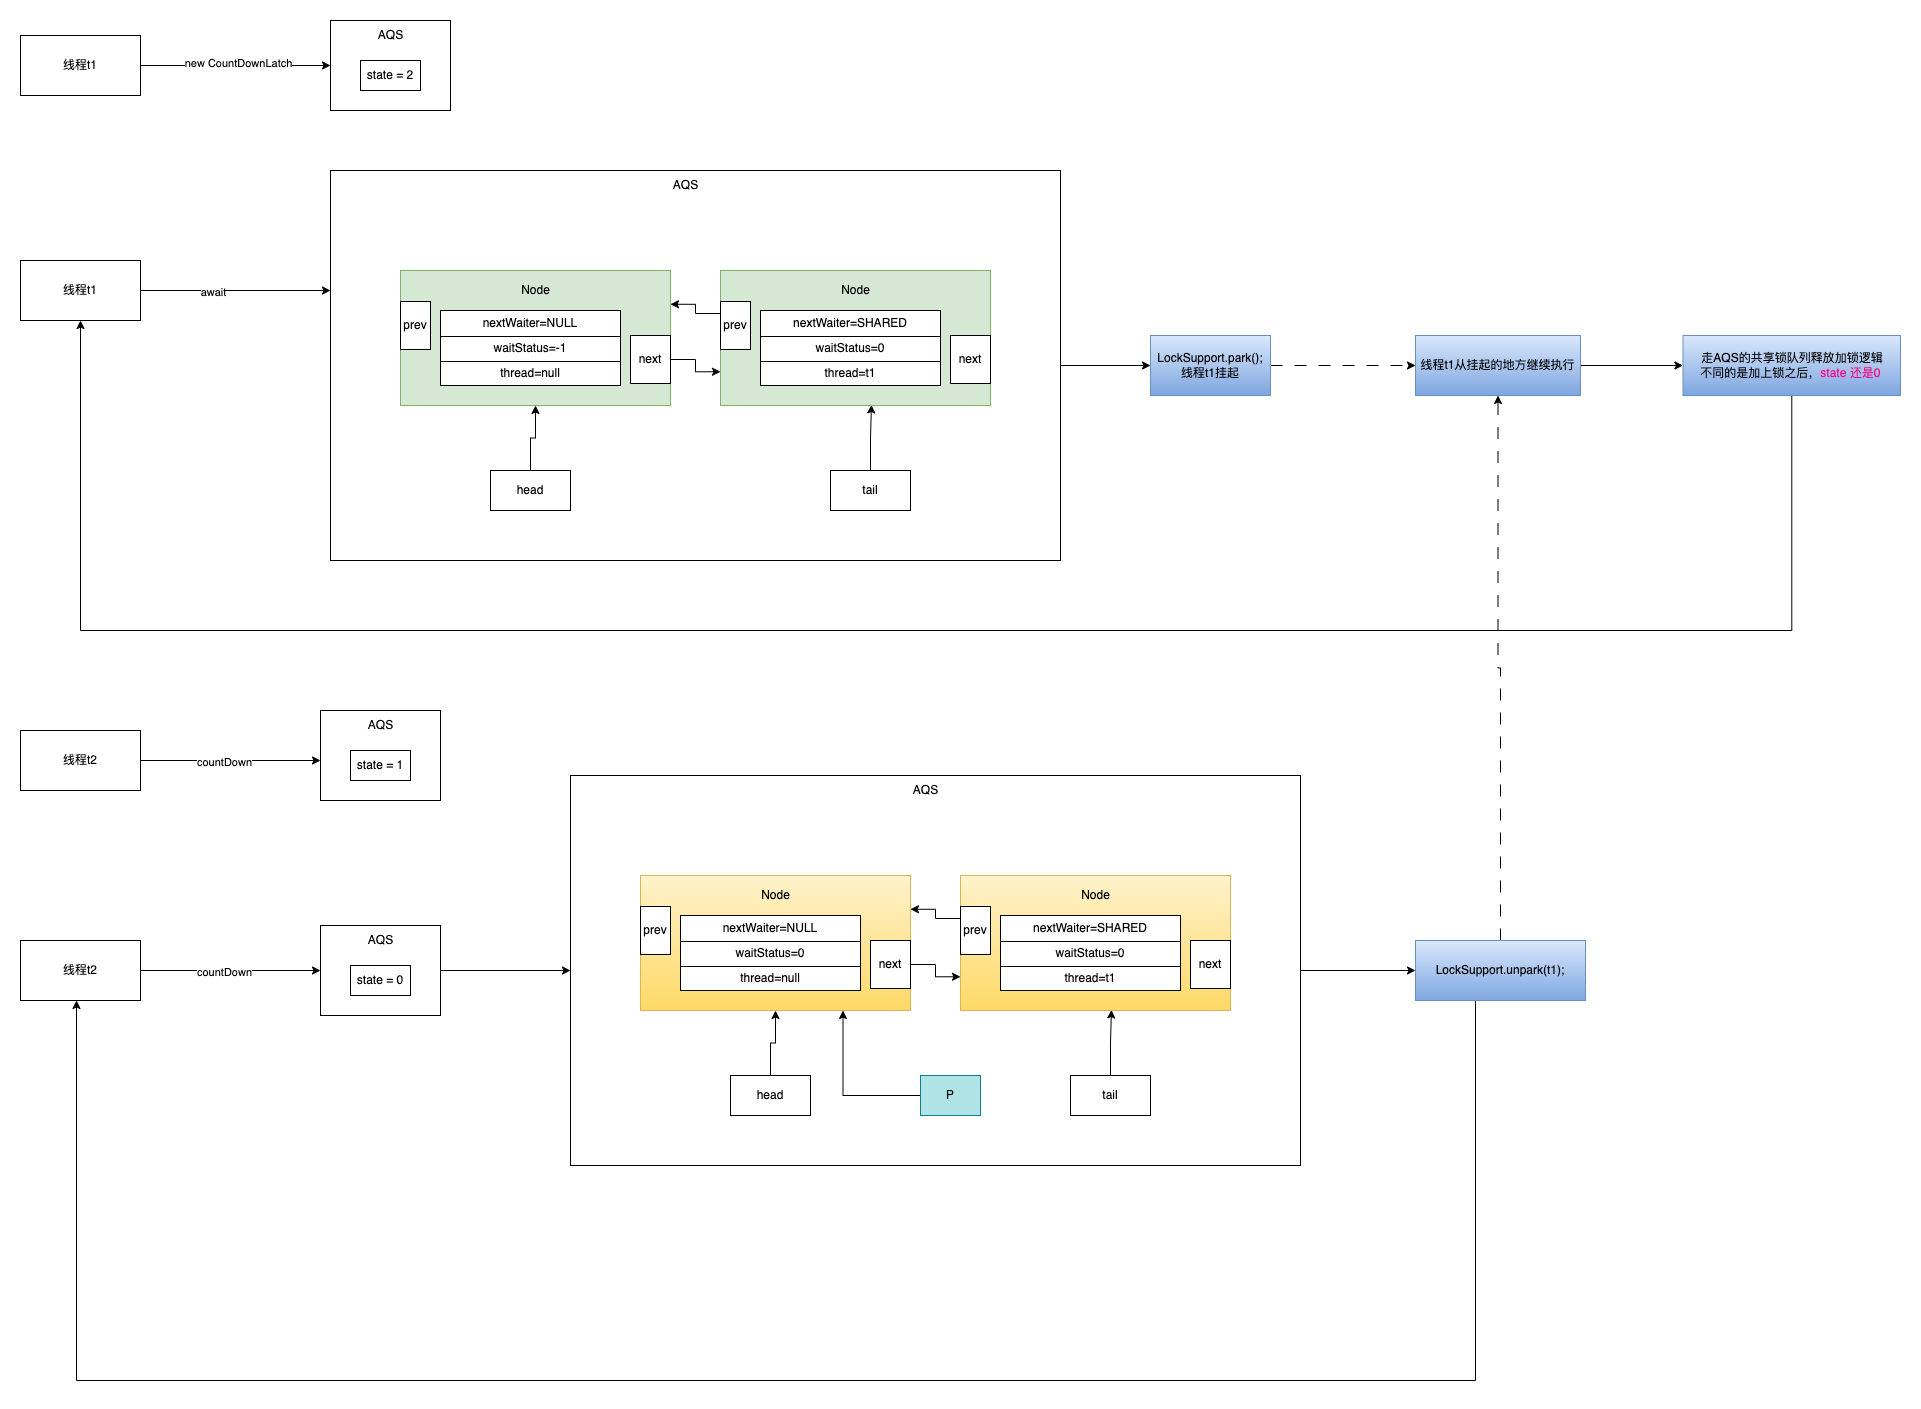 线程t1
new CountDownLatch
AQS
state = 2
AQS
线程t1
await
Node
prev
nextWaiter=NULL
waitStatus=-1
thread=null
next
Node
prev
nextWaiter=SHARED
waitStatus=0
thread=t1
next
head
tail
LockSupport.park();
线程t1挂起
线程t1从挂起的地方继续执行
走AQS的共享锁队列释放加锁逻辑
不同的是加上锁之后，state 还是0
线程t2
countDown
AQS
state = 1
线程t2
countDown
AQS
state = 0
AQS
Node
prev
nextWaiter=NULL
waitStatus=0
thread=null
next
Node
prev
nextWaiter=SHARED
waitStatus=0
thread=t1
next
head
P
tail
LockSupport.unpark(t1);